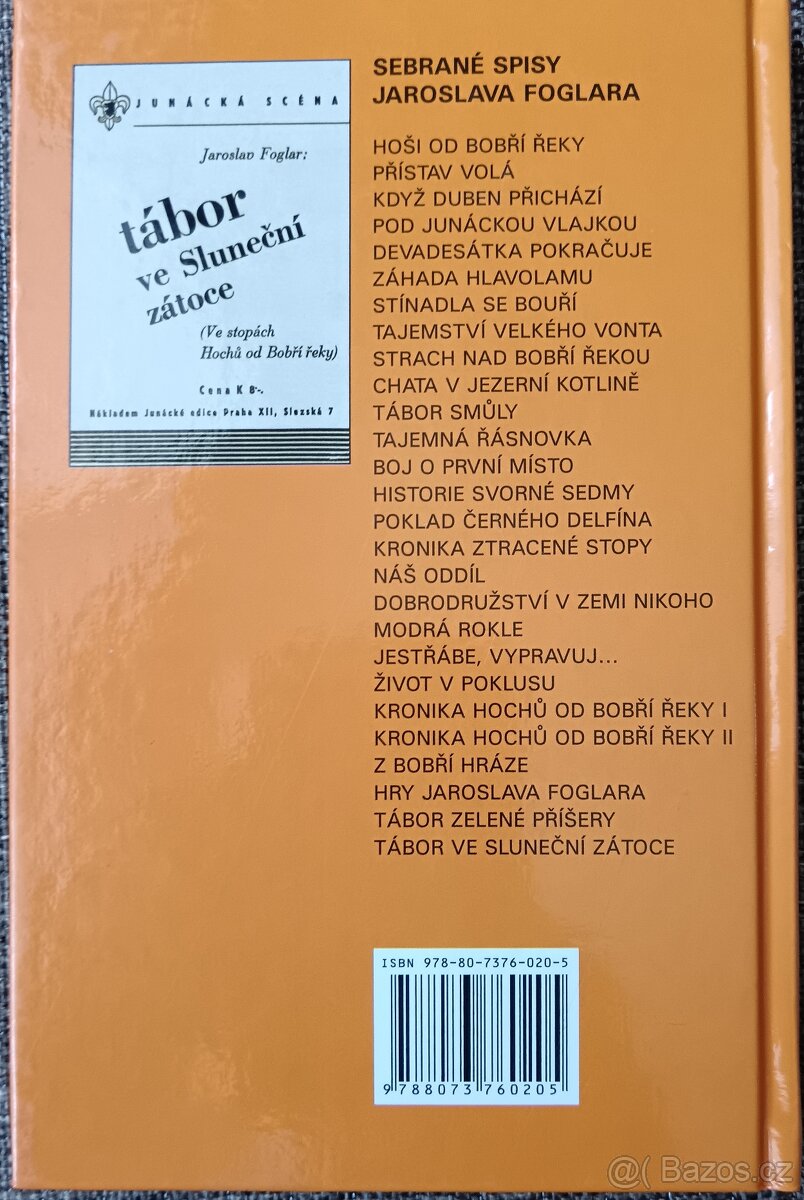 JUNÁCKÁ SCÉNA
Jaroslav Foglar:
tábor
ve Sluneční
zátoce
(Ve stopách
Hochů od Bobří řeky)
Cena K 8·-.
Nákladem Junácké edice Praha XII, Slezská 7
SEBRANÉ SPISY
JAROSLAVA FOGLARA
HOŠI OD BOBŘÍ ŘEKY
PŘÍSTAV VOLÁ
KDYŽ DUBEN PŘICHÁZÍ
POD JUNÁCKOU VLAJKOU
DEVADESÁTKA POKRAČUJE
ZÁHADA HLAVOLAMU
STÍNADLA SE BOUŘÍ
TAJEMSTVÍ VELKÉHO VONTA
STRACH NAD BOBŘÍ ŘEKOU
CHATA V JEZERNÍ KOTLINĚ
TÁBOR SMŮLY
TAJEMNÁ ŘÁSNOVKA
BOJ O PRVNÍ MÍSTO
HISTORIE SVORNÉ SEDMY
POKLAD ČERNÉHO DELFÍNA
KRONIKA ZTRACENÉ STOPY
NÁŠ ODDÍL
DOBRODRUŽSTVÍ V ZEMI NIKOHO
MODRÁ ROKLE
JESTŘÁBE, VYPRAVUJ...
ŽIVOT V POKLUSU
KRONIKA HOCHŮ OD BOBŘÍ ŘEKY I
KRONIKA HOCHŮ OD BOBŘÍ ŘEKY II
Z BOBŘÍ HRÁZE
HRY JAROSLAVA FOGLARA
TÁBOR ZELENÉ PŘÍŠERY
TÁBOR VE SLUNEČNÍ ZÁTOCE
ISBN 978-80-7376-020-5
9 788073 760205
@( Bazos.cz